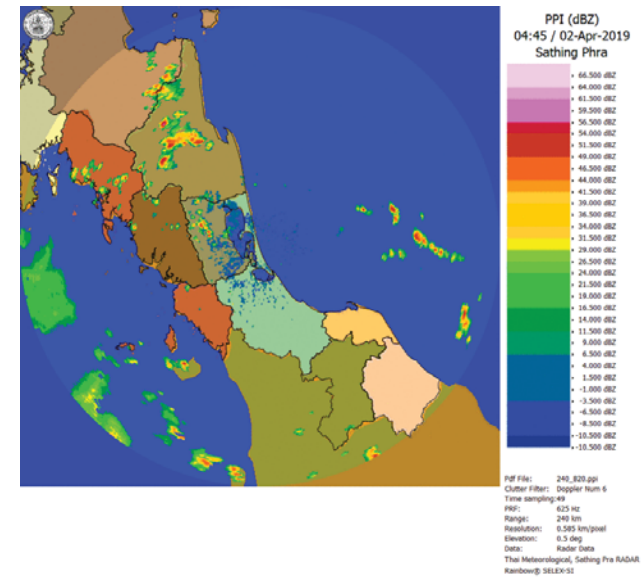 PPI (dBZ)
04:45 / 02-Apr-2019
Sathing Phra
66.500 dBZ
64.000 dBZ
61.500 dBZ
59.500 dBZ
56.500 dBZ
54.000 dBZ
51.500 dBZ
49.000 dBZ
46.500 dBZ
44.000 dBZ
41.500 dBZ
39.000 dBZ
36.500 dBZ
34.000 dBZ
31.500 dBZ
29.000 dBZ
26.500 dBZ
24.000 dBZ
21.500 dBZ
19.000 dBZ
16.500 dBZ
14.000 dBZ
11.500 dBZ
9.000 dBZ
6.500 dBZ
4.000 dBZ
1.500 dBZ
-1.000 dBZ
-3.500 dBZ
-6.500 dBZ
-8.500 dBZ
-10.500 dBZ
-10.500 dBZ
Pdf File: 240_820.ppi
Clutter Filter: Doppler Num 6
Time sampling:49
PRF: 625 Hz
Range: 240 km
Resolution: 0.585 km/pixel
Elevation: 0.5 deg
Data: Radar Data
Thai Meteorological, Sathing Pra RADAR
Rainbow® SELEX-SI